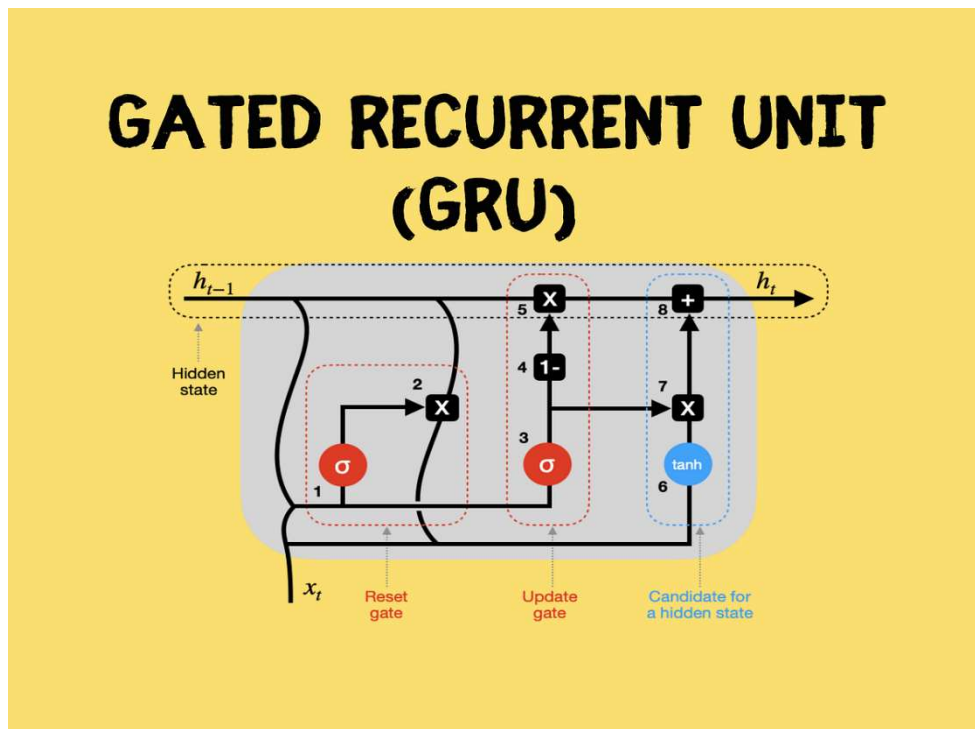 GATED RECURRENT UNIT
(GRU)
h_{t-1}
h_t
X
+
5
8
4
1-
Hidden
state
2
7
X
X
3
σ
σ
tanh
1
6
x_t
Reset
gate
Update
gate
Candidate for
a hidden state